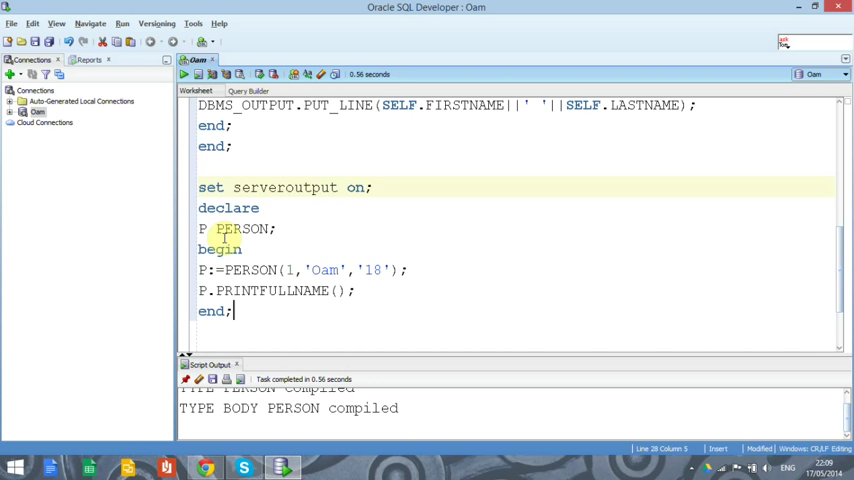 Oracle SQL Developer : Oam
File Edit View Navigate Run Versioning Tools Help
Connections Reports Oam
0.56 seconds Oam
Worksheet Query Builder
Connections
Auto-Generated Local Connections
Oam
Cloud Connections
DBMS_OUTPUT.PUT_LINE(SELF.FIRSTNAME||' '||SELF.LASTNAME);
end;
end;
set serveroutput on;
declare
P PERSON;
begin
P:=PERSON(1,'Oam','18');
P.PRINTFULLNAME();
end;
Script Output
Task completed in 0.56 seconds
TYPE PERSON compiled
TYPE BODY PERSON compiled
Line 28 Column 5 Insert Modified Windows: CR/LF Editing
ENG
22:09
17/05/2014